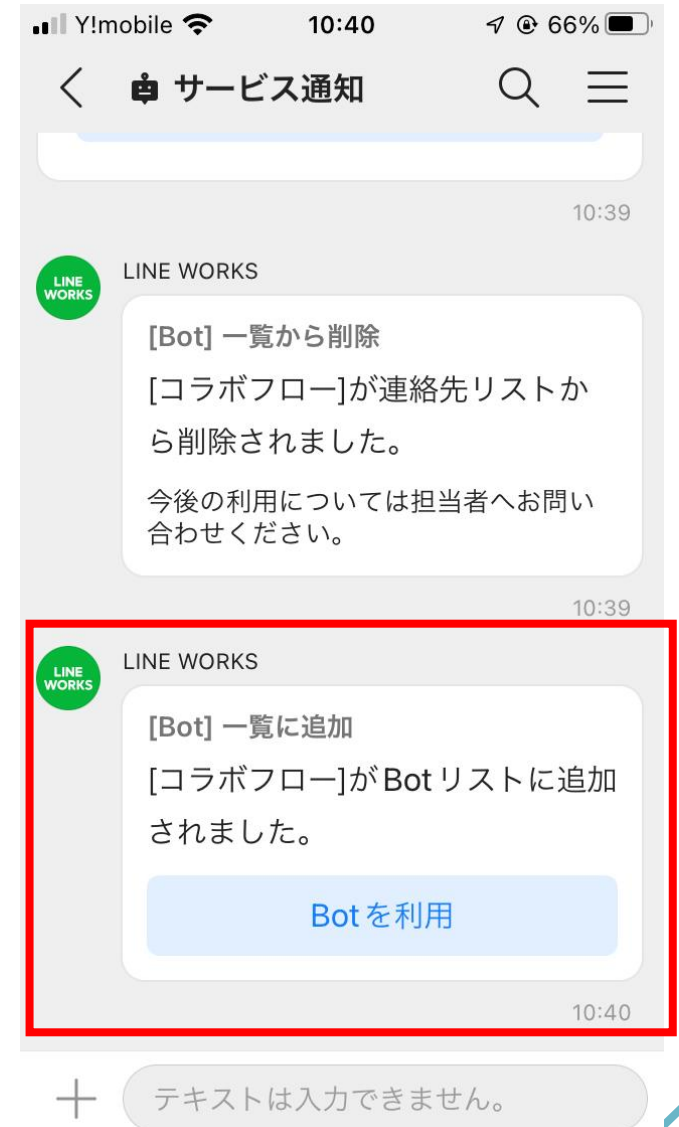 Y!mobile 10:40 66%
サービス通知
10:39
LINE WORKS
LINE WORKS
[Bot] 一覧から削除
[コラボフロー]が連絡先リストか
ら削除されました。
今後の利用については担当者へお問い
合わせください。
10:39
LINE WORKS
LINE WORKS
[Bot] 一覧に追加
[コラボフロー]がBotリストに追加
されました。
Botを利用
10:40
テキストは入力できません。